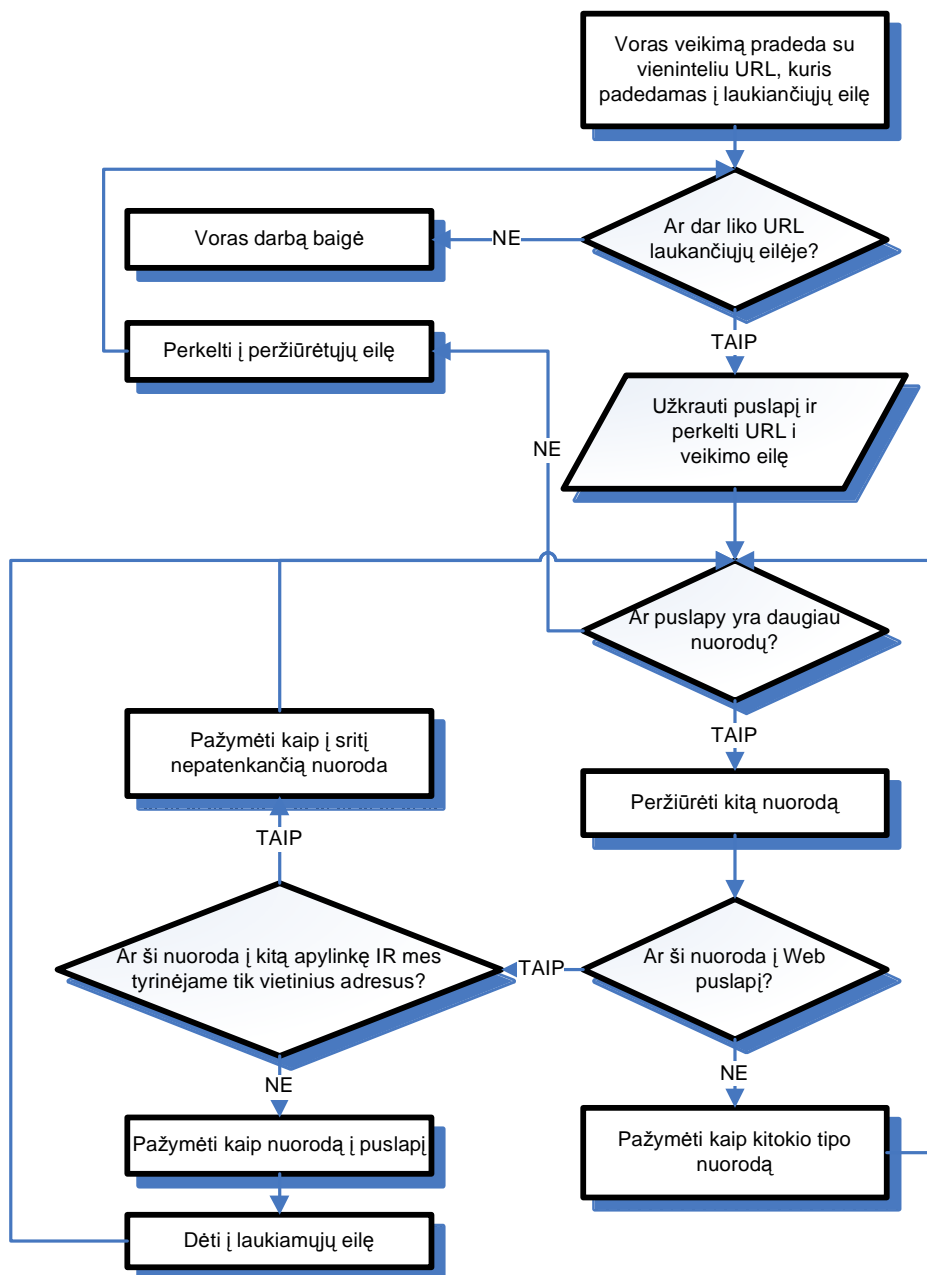 Voras veikimą pradeda su
vieninteliu URL, kuris
padedamas į laukiančiųjų eilę
Ar dar liko URL
laukančiųjų eilėje?
NE
Voras darbą baigė
TAIP
Perkelti į peržiūrėtųjų eilę
Užkrauti puslapį ir
perkelti URL i
veikimo eilę
NE
Ar puslapy yra daugiau
nuorodų?
TAIP
Pažymėti kaip į sritį
nepatenkančią nuoroda
Peržiūrėti kitą nuorodą
TAIP
Ar ši nuoroda į kitą apylinkę IR mes
tyrinėjame tik vietinius adresus?
TAIP
Ar ši nuoroda į Web
puslapį?
NE
NE
Pažymėti kaip nuorodą į puslapį
Pažymėti kaip kitokio tipo
nuorodą
Dėti į laukiamųjų eilę